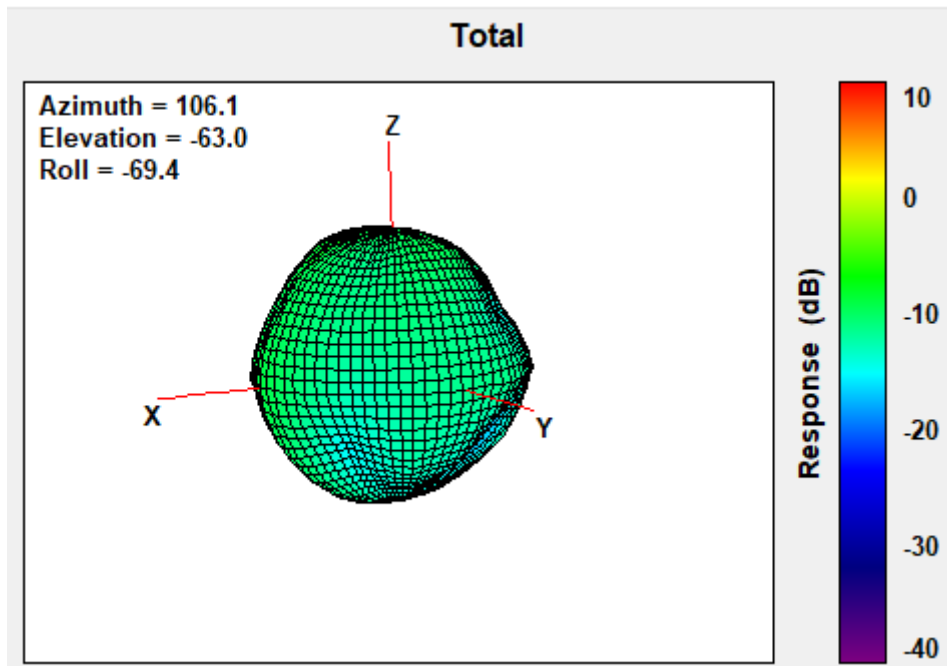 Total
Azimuth = 106.1
Elevation = -63.0
Roll = -69.4
Z
X
Y
Response (dB)
10
0
-10
-20
-30
-40